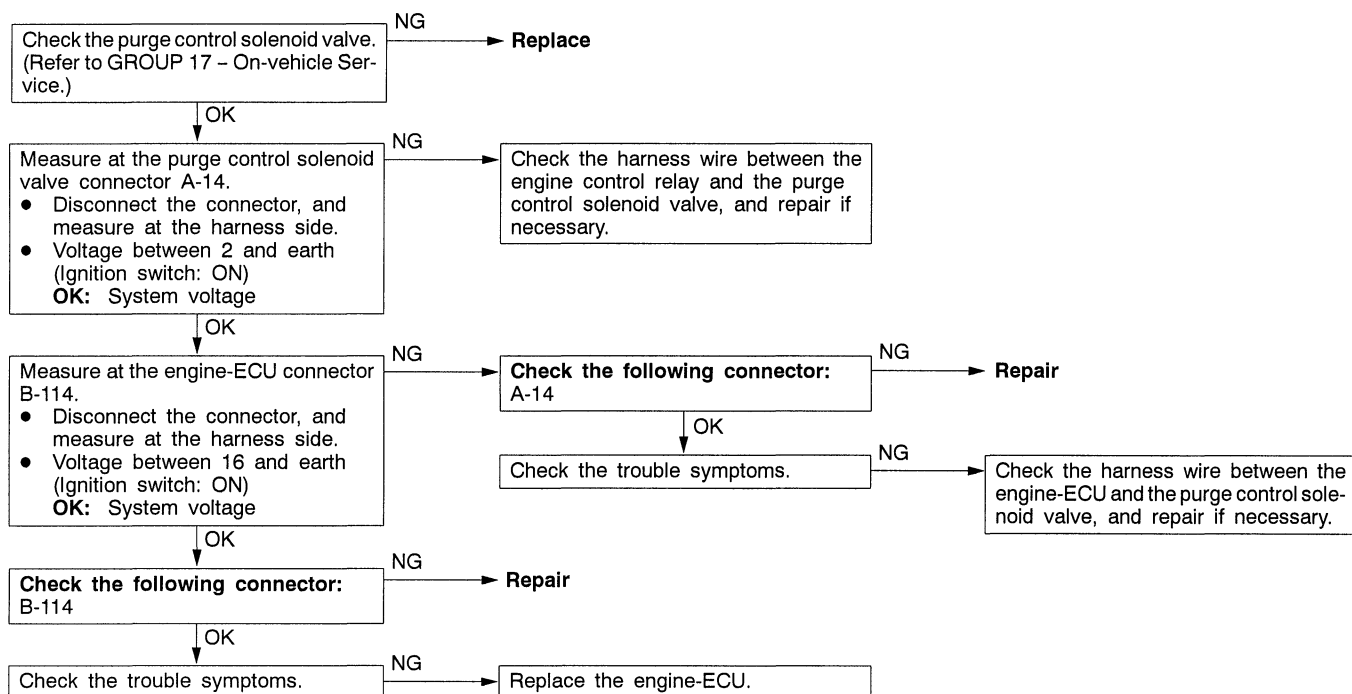 NG
Check the purge control solenoid valve.
(Refer to GROUP 17 – On-vehicle Ser-
vice.)
Replace
OK
Measure at the purge control solenoid
valve connector A-14.
● Disconnect the connector, and
measure at the harness side.
● Voltage between 2 and earth
(Ignition switch: ON)
OK: System voltage
NG
Check the harness wire between the
engine control relay and the purge
control solenoid valve, and repair if
necessary.
OK
Measure at the engine-ECU connector
B-114.
● Disconnect the connector, and
measure at the harness side.
● Voltage between 16 and earth
(Ignition switch: ON)
OK: System voltage
NG
Check the following connector:
A-14
NG
Repair
OK
Check the trouble symptoms.
NG
Check the harness wire between the
engine-ECU and the purge control sole-
noid valve, and repair if necessary.
OK
Check the following connector:
B-114
NG
Repair
OK
Check the trouble symptoms.
NG
Replace the engine-ECU.